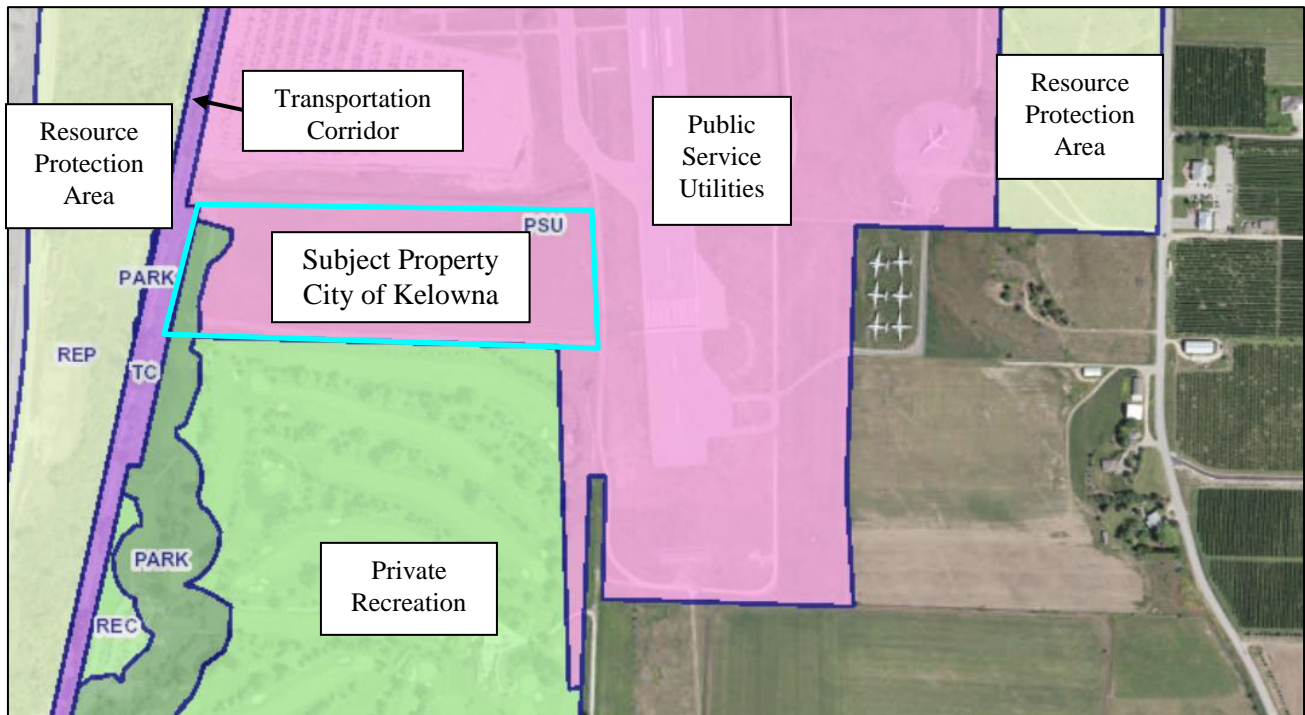 Resource
Protection
Area
Transportation
Corridor
Public
Service
Utilities
Resource
Protection
Area
PSU
Subject Property
City of Kelowna
PARK
REP
TC
PARK
REC
Private
Recreation